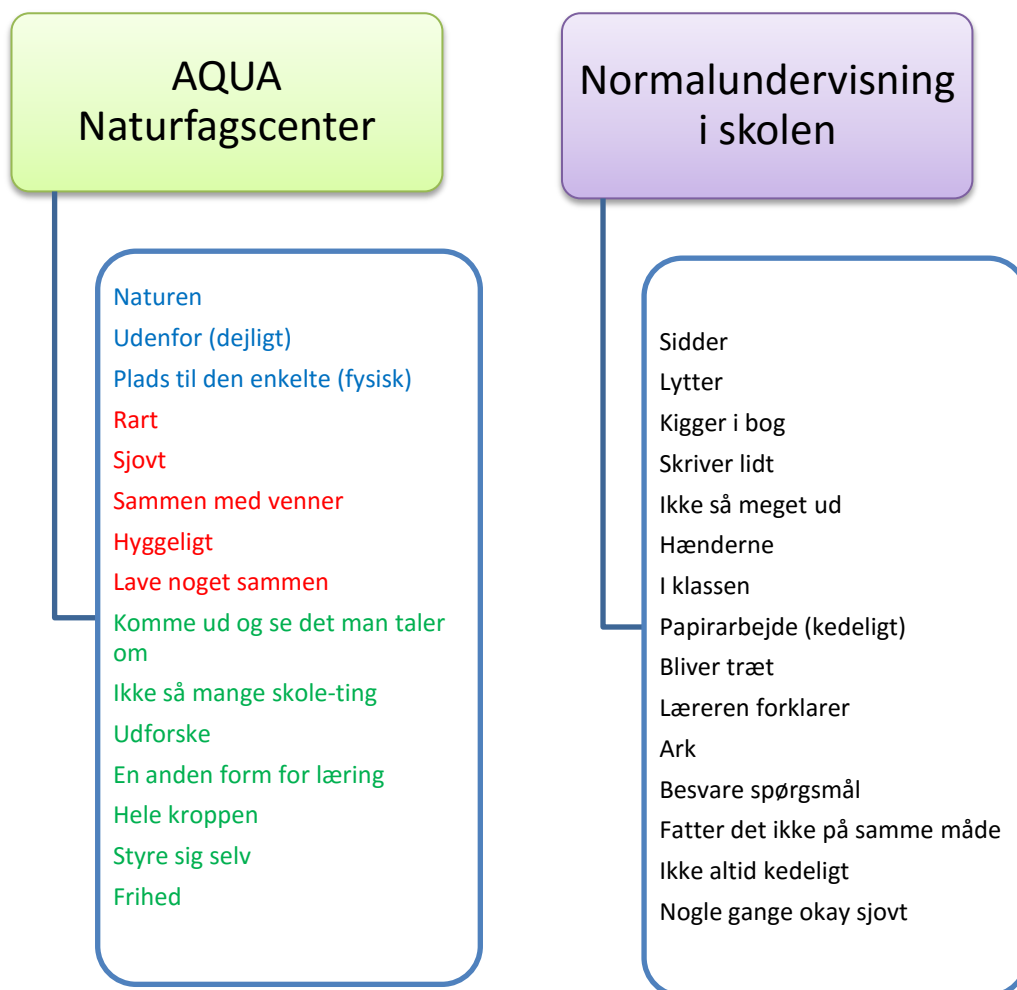 AQUA
Naturfagscenter
Naturen
Udenfor (dejligt)
Plads til den enkelte (fysisk)
Rart
Sjovt
Sammen med venner
Hyggeligt
Lave noget sammen
Komme ud og se det man taler
om
Ikke så mange skole-ting
Udforske
En anden form for læring
Hele kroppen
Styre sig selv
Frihed
Normalundervisning
i skolen
Sidder
Lytter
Kigger i bog
Skriver lidt
Ikke så meget ud
Hænderne
I klassen
Papirarbejde (kedeligt)
Bliver træt
Læreren forklarer
Ark
Besvare spørgsmål
Fatter det ikke på samme måde
Ikke altid kedeligt
Nogle gange okay sjovt